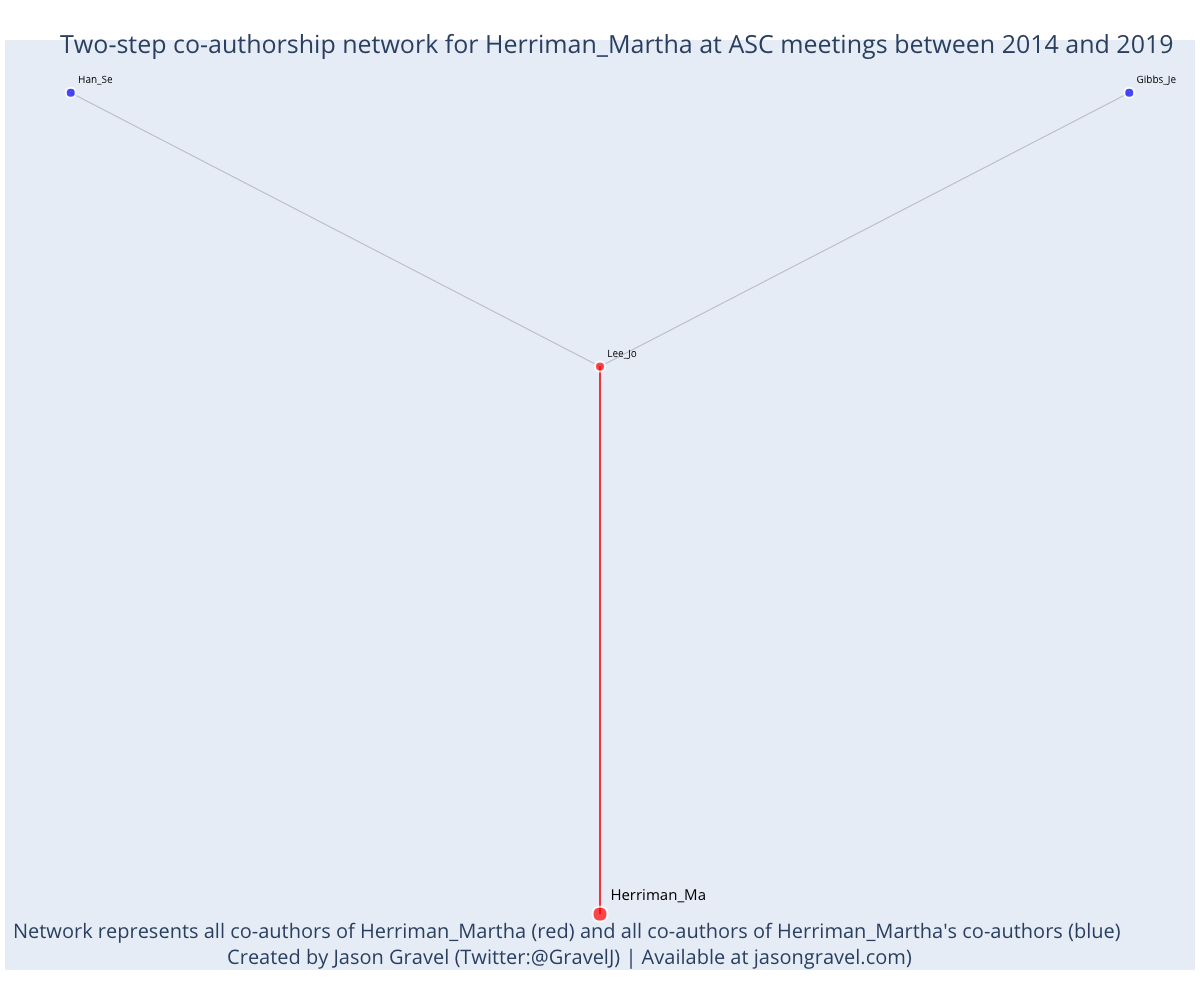 Two-step co-authorship network for Herriman_Martha at ASC meetings between 2014 and 2019
Han_Se
Gibbs_Je
Lee_Jo
Herriman_Ma
Network represents all co-authors of Herriman_Martha (red) and all co-authors of Herriman_Martha's co-authors (blue)
Created by Jason Gravel (Twitter:@GravelJ) | Available at jasongravel.com)